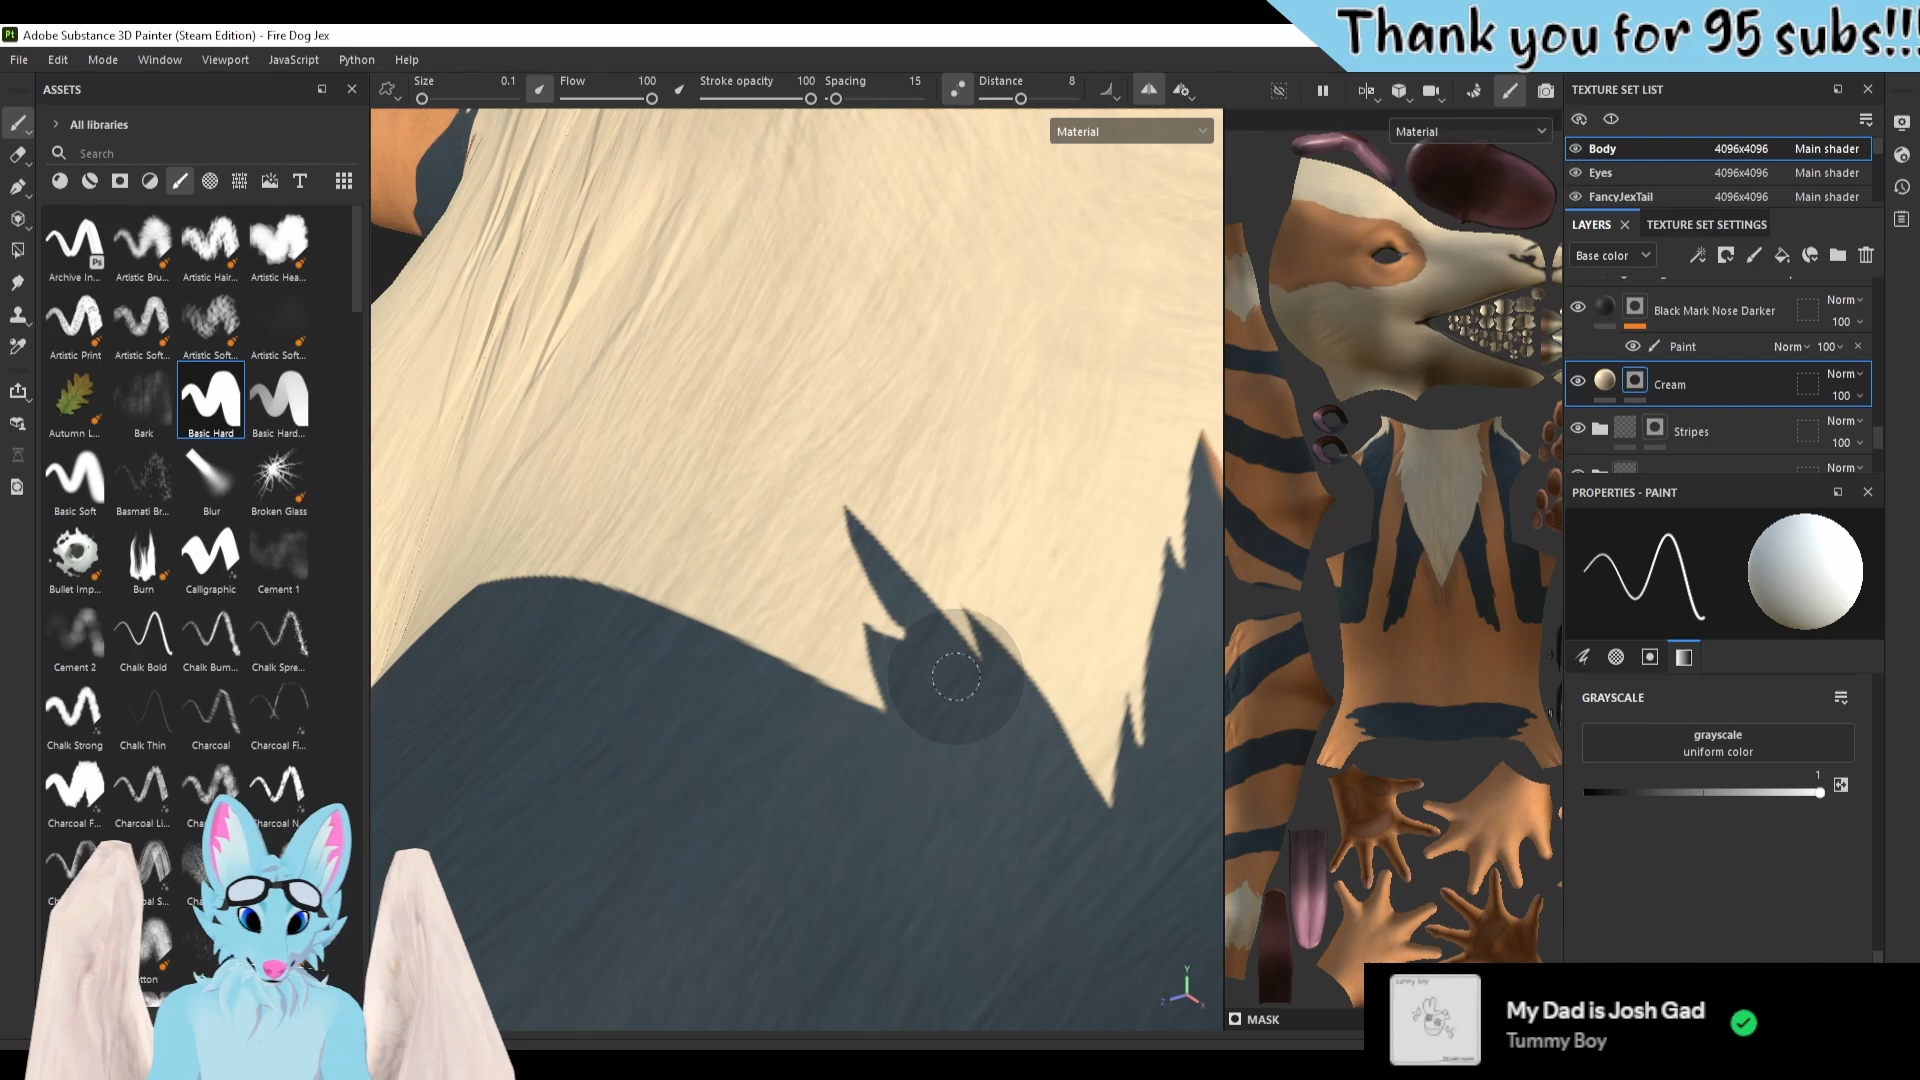 Adobe Substance 3D Painter (Steam Edition) - Fire Dog Jex
Thank you for 95 subs!!!
File Edit Mode Window Viewport JavaScript Python Help
ASSETS
Size 0.1 Flow 100 Stroke opacity 100 Spacing 15 Distance 8
All libraries
Search
Archive In... Artistic Bru... Artistic Hair... Artistic Hea...
Artistic Print Artistic Soft... Artistic Soft... Artistic Soft...
Autumn L... Bark Basic Hard Basic Hard...
Basic Soft Basmati Br... Blur Broken Glass
Bullet Imp... Burn Calligraphic Cement 1
Cement 2 Chalk Bold Chalk Bum... Chalk Spre...
Chalk Strong Chalk Thin Charcoal Charcoal Fi...
Charcoal F... Charcoal Li... Charcoal N...
Material
Material
MASK
TEXTURE SET LIST
Body 4096x4096 Main shader
Eyes 4096x4096 Main shader
FancyJexTail 4096x4096 Main shader
LAYERS TEXTURE SET SETTINGS
Base color
Black Mark Nose Darker Norm 100
Paint Norm 100
Cream Norm 100
Stripes Norm 100
Norm
PROPERTIES - PAINT
GRAYSCALE
grayscale
uniform color
1
My Dad is Josh Gad
Tummy Boy